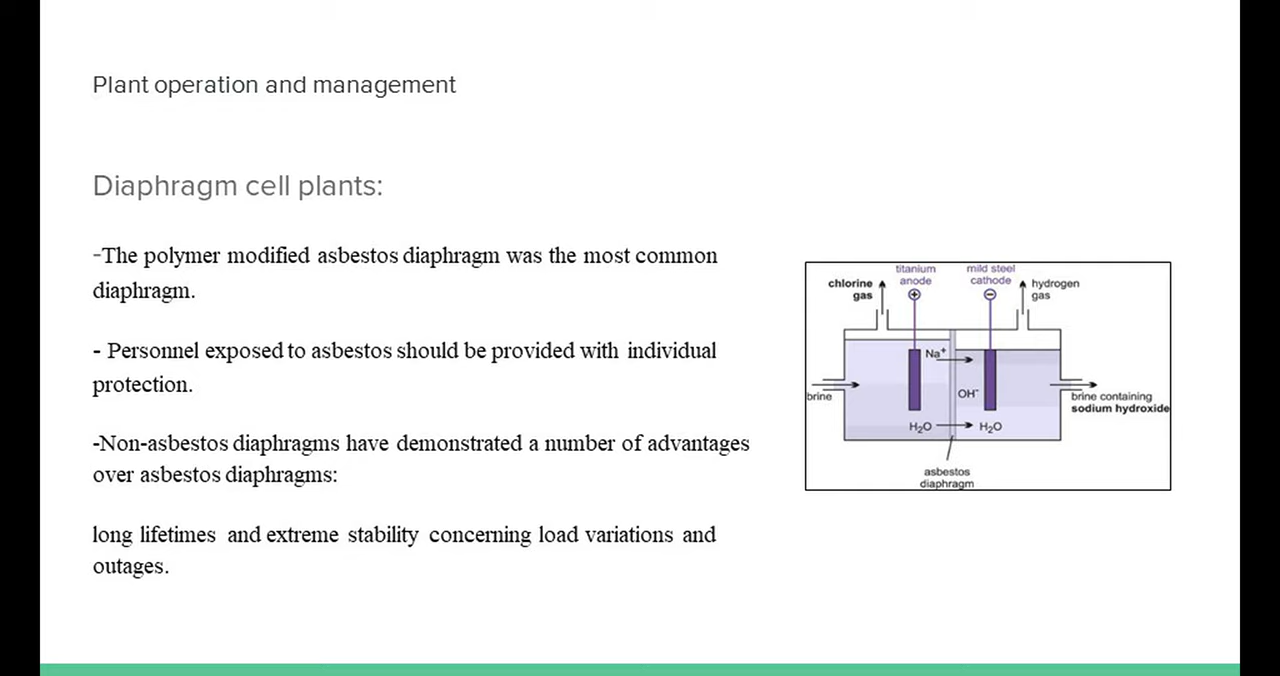 Plant operation and management
Diaphragm cell plants:
-The polymer modified asbestos diaphragm was the most common
diaphragm.
- Personnel exposed to asbestos should be provided with individual
protection.
-Non-asbestos diaphragms have demonstrated a number of advantages
over asbestos diaphragms:
long lifetimes and extreme stability concerning load variations and
outages.
titanium
anode
mild steel
cathode
chlorine
gas
hydrogen
gas
+
−
Na⁺
brine
OH⁻
brine containing
sodium hydroxide
H₂O
H₂O
asbestos
diaphragm